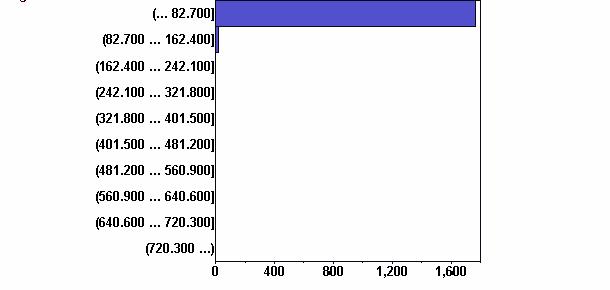 (... 82.700]
(82.700 ... 162.400]
(162.400 ... 242.100]
(242.100 ... 321.800]
(321.800 ... 401.500]
(401.500 ... 481.200]
(481.200 ... 560.900]
(560.900 ... 640.600]
(640.600 ... 720.300]
(720.300 ...)
0 400 800 1,200 1,600